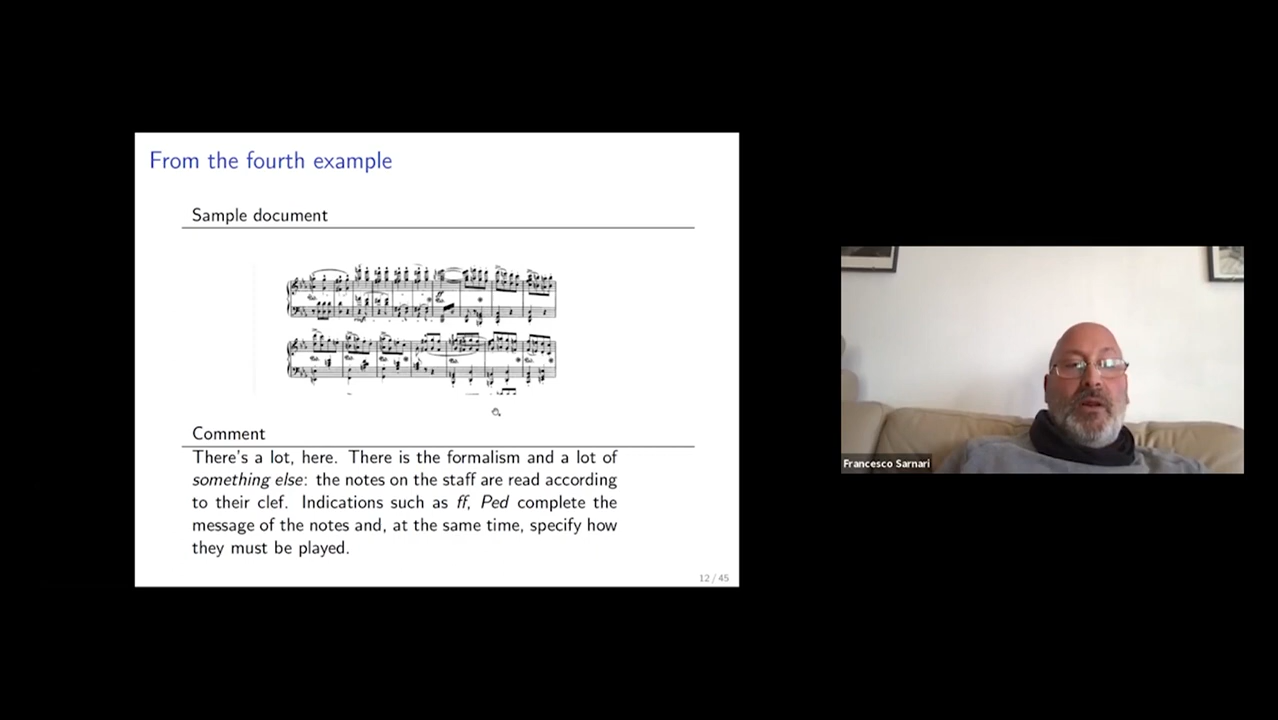 From the fourth example
Sample document
Comment
There's a lot, here. There is the formalism and a lot of
something else: the notes on the staff are read according
to their clef. Indications such as ff, Ped complete the
message of the notes and, at the same time, specify how
they must be played.
12 / 45
Francesco Sarnari